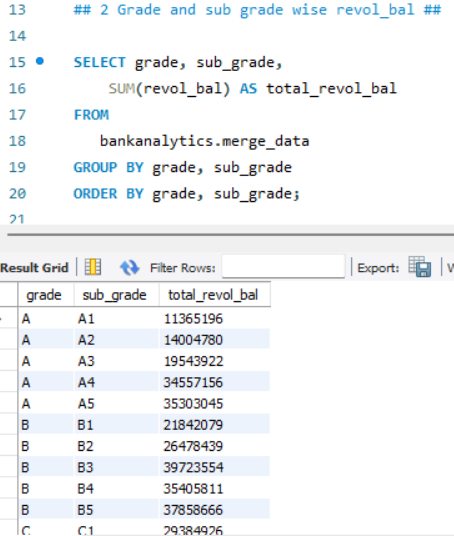 13 ## 2 Grade and sub grade wise revol_bal ##
14
15 SELECT grade, sub_grade,
16 SUM(revol_bal) AS total_revol_bal
17 FROM
18 bankanalytics.merge_data
19 GROUP BY grade, sub_grade
20 ORDER BY grade, sub_grade;
21
Result Grid Filter Rows: Export:
grade sub_grade total_revol_bal
A A1 11365196
A A2 14004780
A A3 19543922
A A4 34557156
A A5 35303045
B B1 21842079
B B2 26478439
B B3 39723554
B B4 35405811
B B5 37858666
C C1 29384926